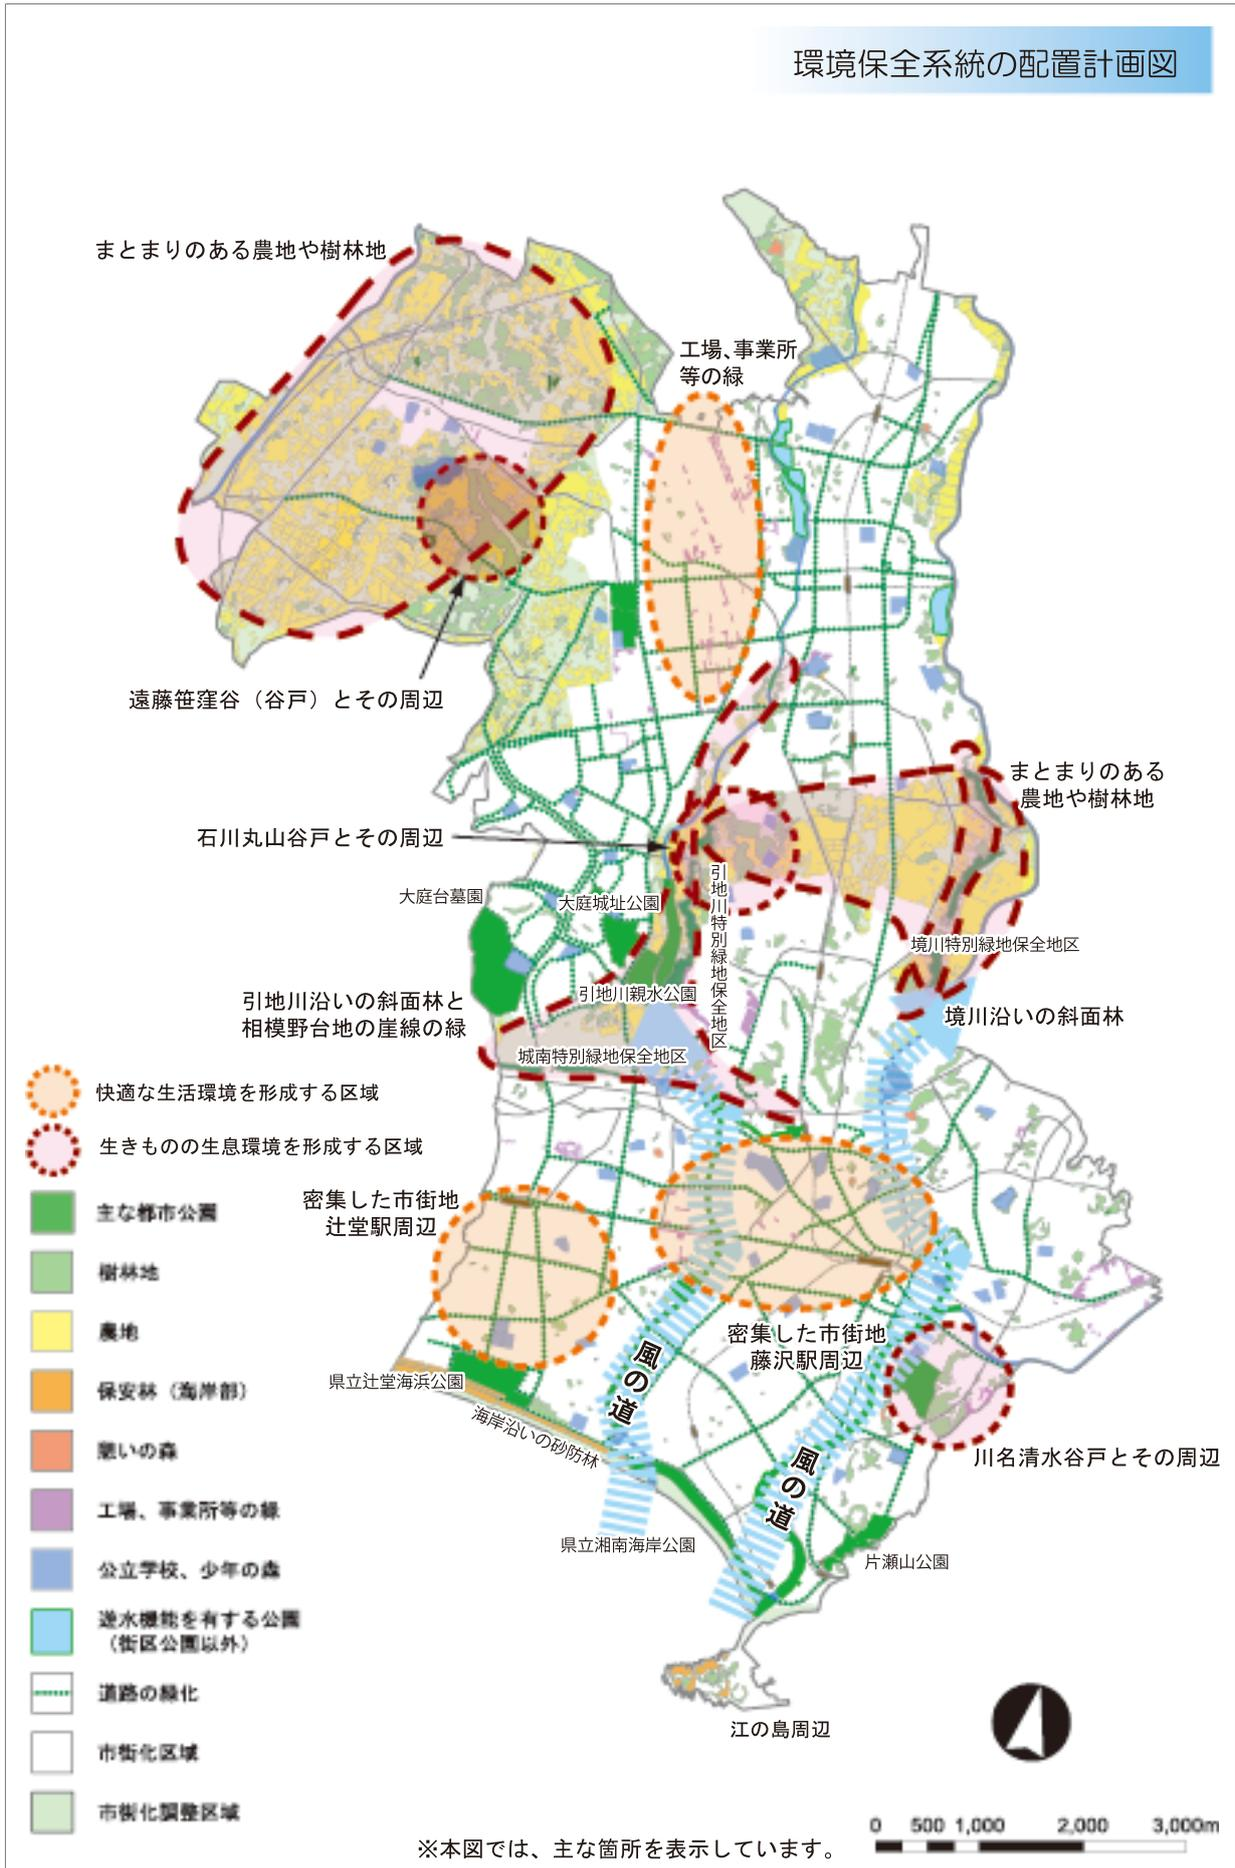 環境保全系統の配置計画図
まとまりのある農地や樹林地
工場、事業所
等の緑
遠藤笹窪谷（谷戸）とその周辺
まとまりのある
農地や樹林地
石川丸山谷戸とその周辺
大庭台墓園
大庭城址公園
引地川特別緑地保全地区
境川特別緑地保全地区
引地川親水公園
引地川沿いの斜面林と
相模野台地の崖線の緑
境川沿いの斜面林
城南特別緑地保全地区
快適な生活環境を形成する区域
生きものの生息環境を形成する区域
密集した市街地
辻堂駅周辺
主な都市公園
樹林地
農地
保安林（海岸部）
憩いの森
工場、事業所等の緑
公立学校、少年の森
遊水機能を有する公園
（街区公園以外）
道路の緑化
市街化区域
市街化調整区域
密集した市街地
藤沢駅周辺
風の道
県立辻堂海浜公園
海岸沿いの砂防林
風の道
川名清水谷戸とその周辺
県立湘南海岸公園
片瀬山公園
江の島周辺
0 500 1,000 2,000 3,000m
※本図では、主な箇所を表示しています。